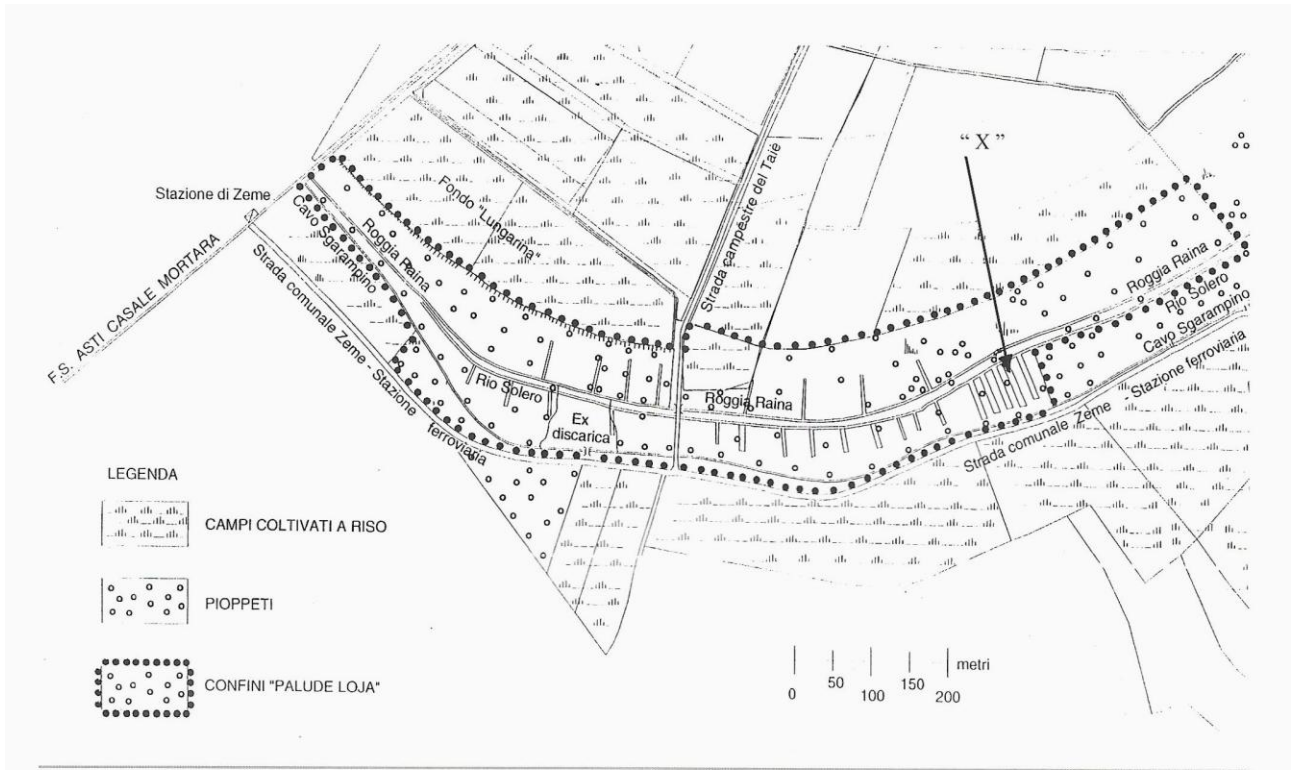 “ X ”
Stazione di Zeme
F.S. ASTI CASALE MORTARA
Cavo Sgarampino
Roggia Raina
Fondo "Lungarina"
Strada campestre del Taiè
Strada comunale Zeme - Stazione
ferroviaria
Rio Solero
Ex
discarica
Roggia Raina
Roggia Raina
Rio Solero
Cavo Sgarampino
Strada comunale Zeme - Stazione ferroviaria
LEGENDA
CAMPI COLTIVATI A RISO
PIOPPETI
CONFINI "PALUDE LOJA"
0 50 100 150 200 metri